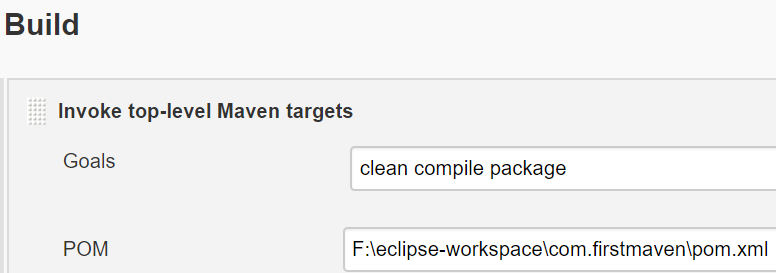 Build
Invoke top-level Maven targets
Goals
clean compile package
POM
F:\eclipse-workspace\com.firstmaven\pom.xml